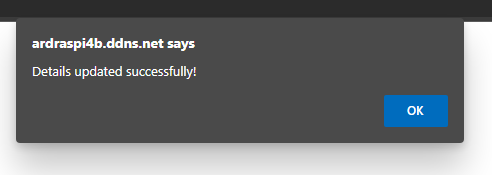 ardraspi4b.ddns.net says
Details updated successfully!
OK